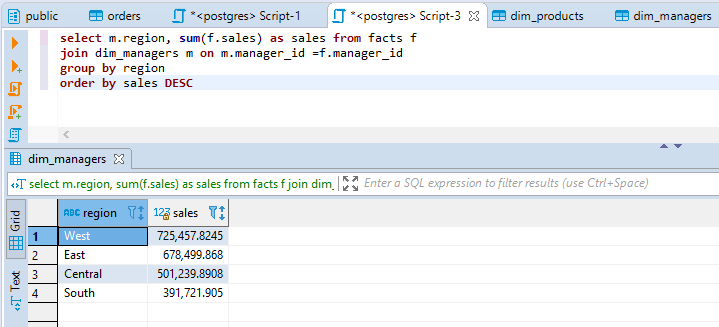 public orders *<postgres> Script-1 *<postgres> Script-3 dim_products dim_managers
select m.region, sum(f.sales) as sales from facts f
join dim_managers m on m.manager_id =f.manager_id
group by region
order by sales DESC
dim_managers
select m.region, sum(f.sales) as sales from facts f join dim_ Enter a SQL expression to filter results (use Ctrl+Space)
Grid
Text
ABC region 123 sales
1 West 725,457.8245
2 East 678,499.868
3 Central 501,239.8908
4 South 391,721.905